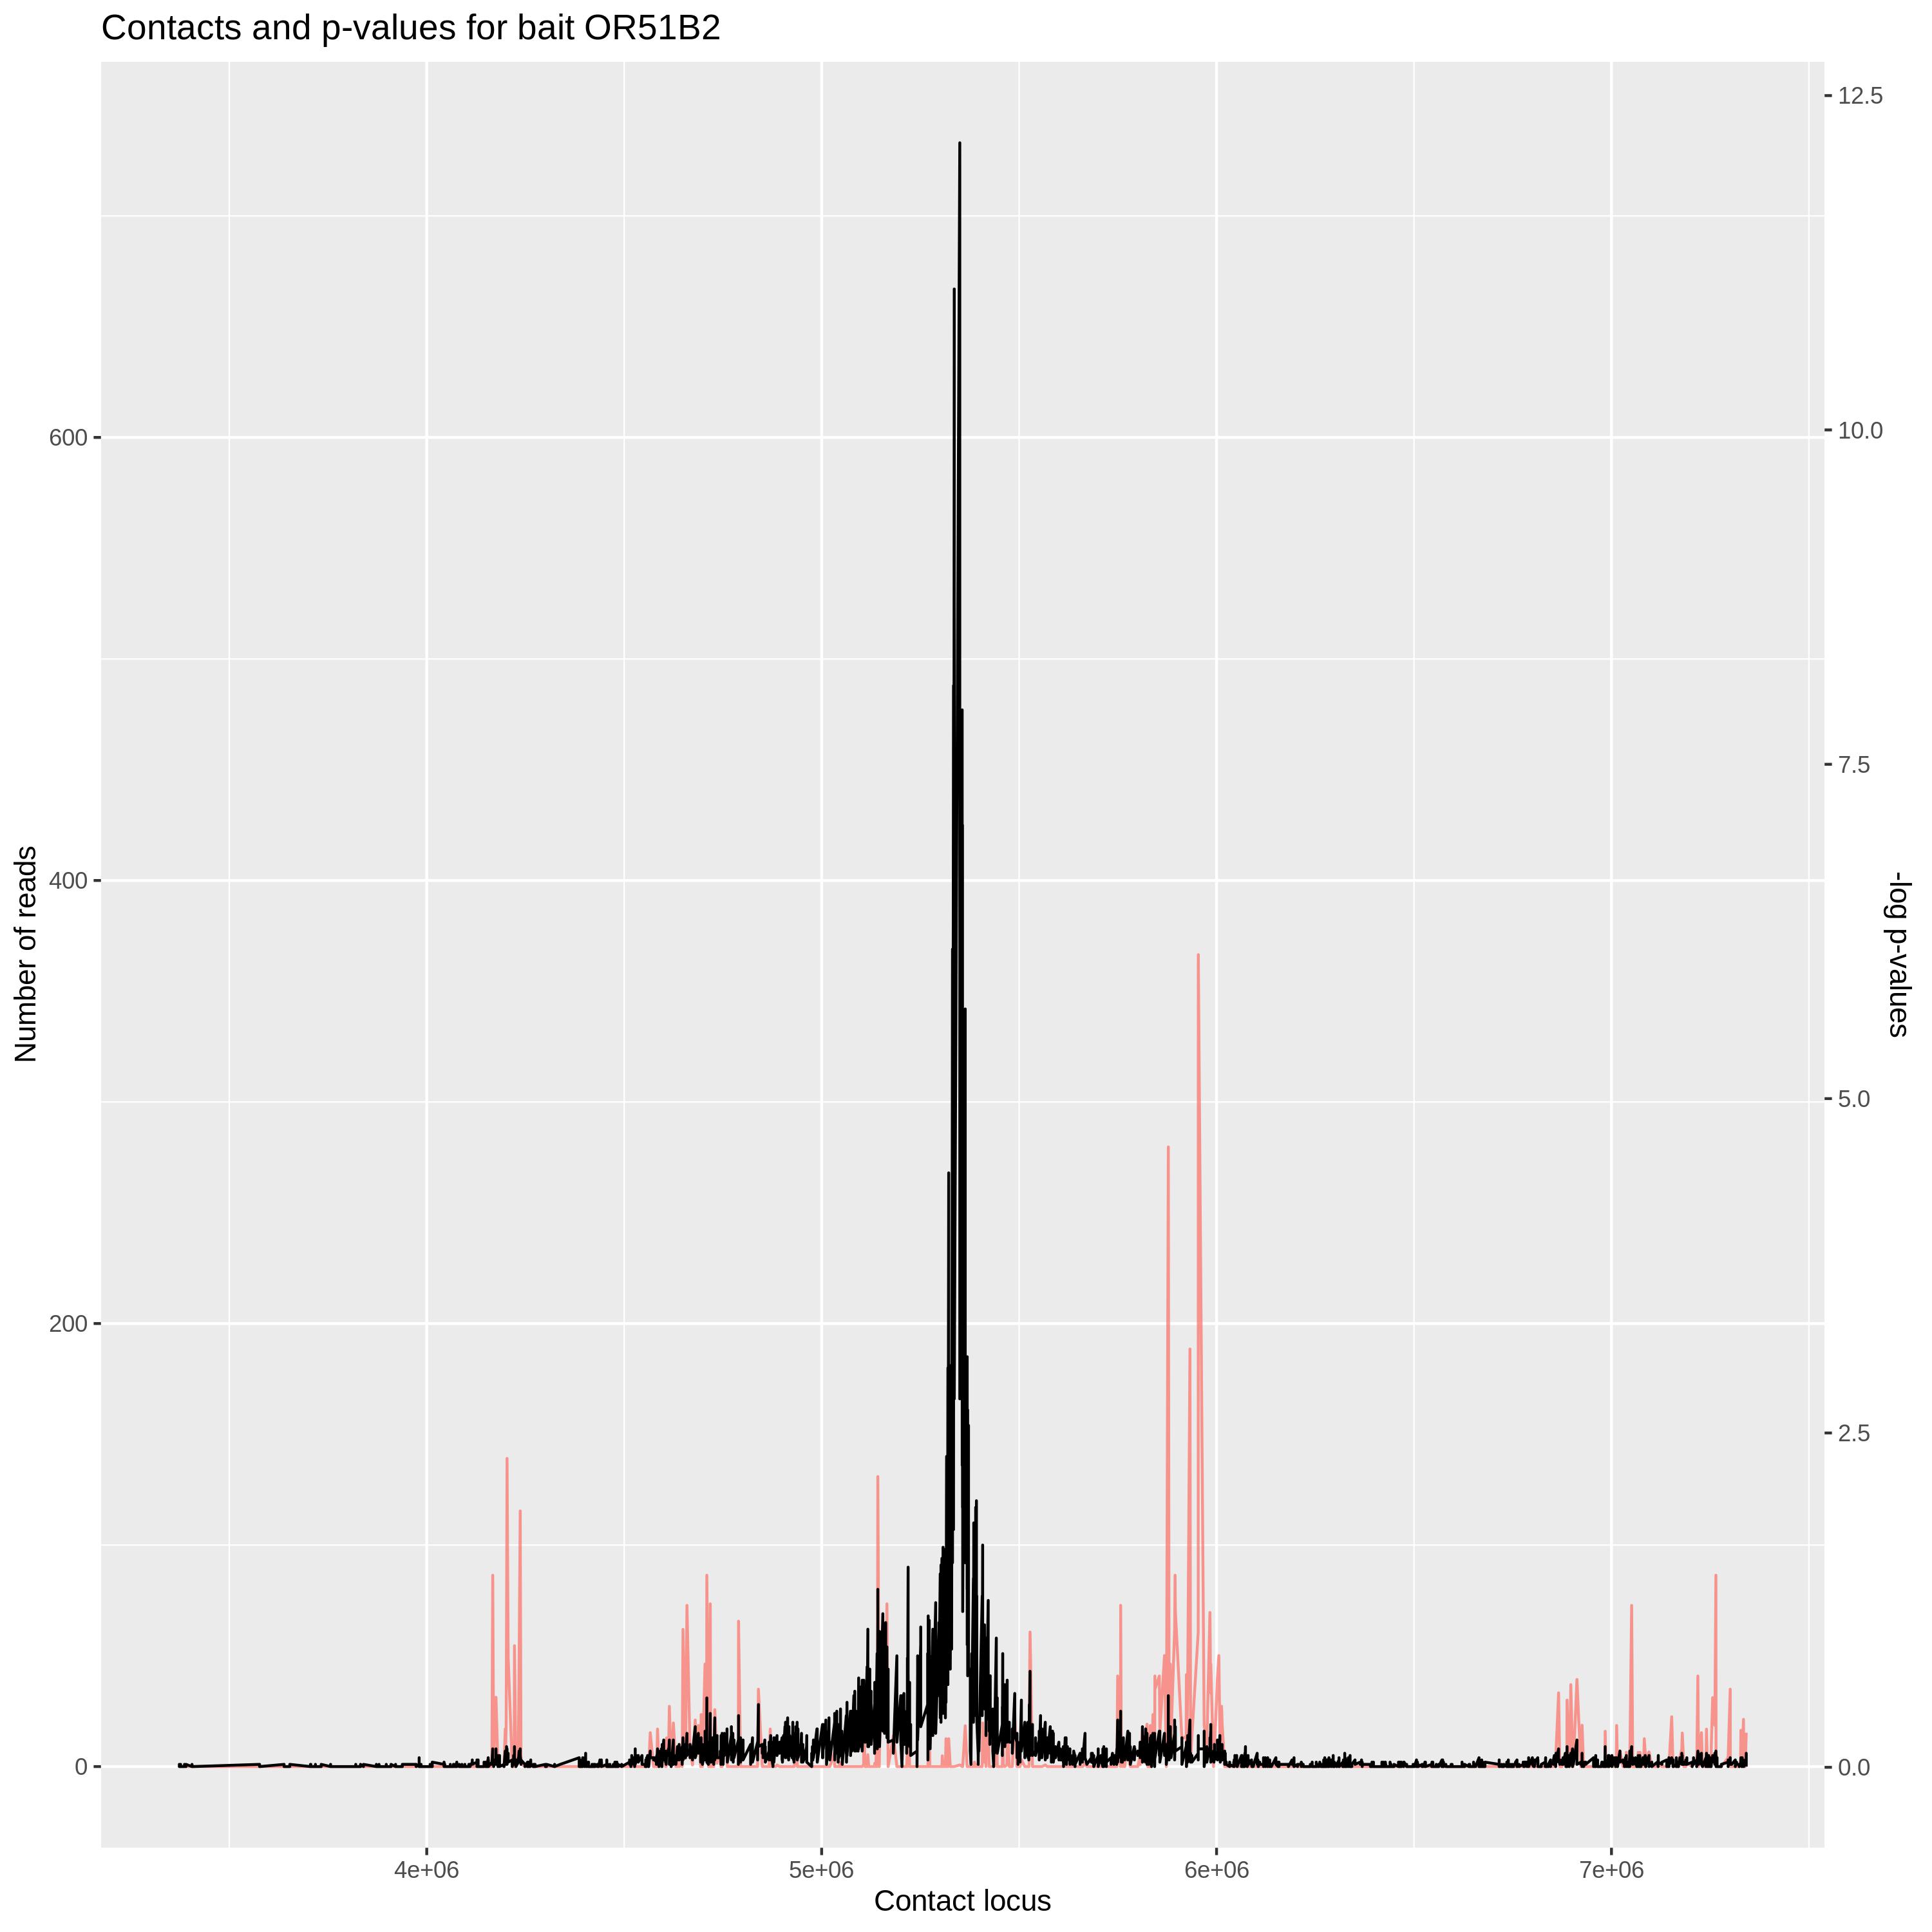 Contacts and p-values for bait OR51B2
12.5
10.0
7.5
5.0
2.5
0.0
-log p-values
600
400
200
0
Number of reads
4e+06 5e+06 6e+06 7e+06
Contact locus